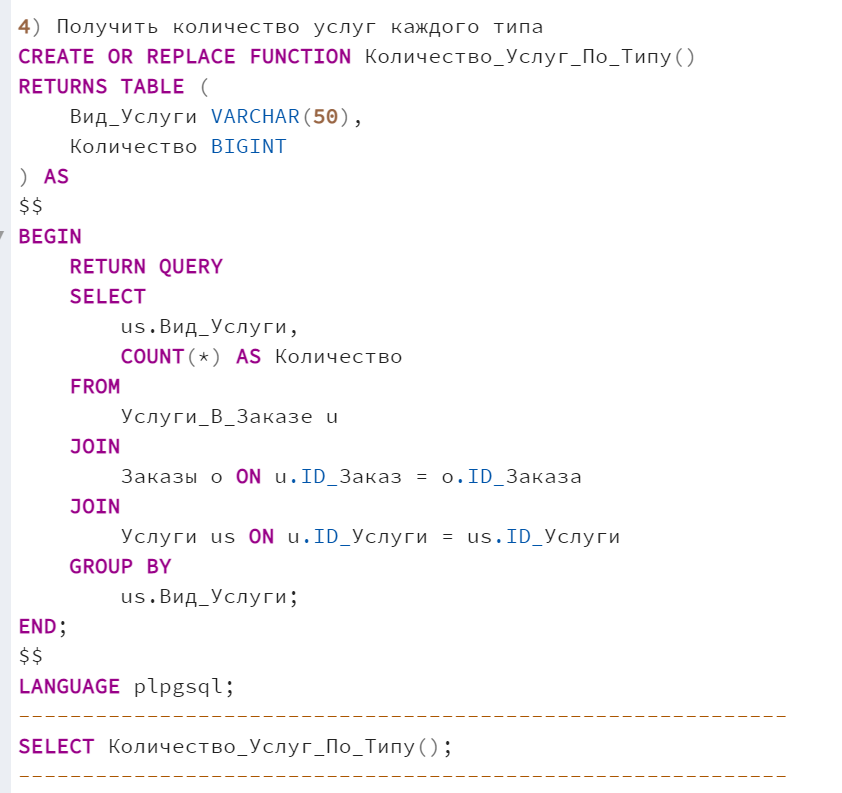 4) Получить количество услуг каждого типа
CREATE OR REPLACE FUNCTION Количество_Услуг_По_Типу()
RETURNS TABLE (
    Вид_Услуги VARCHAR(50),
    Количество BIGINT
) AS
$$
BEGIN
    RETURN QUERY
    SELECT
        us.Вид_Услуги,
        COUNT(*) AS Количество
    FROM
        Услуги_В_Заказе u
    JOIN
        Заказы o ON u.ID_Заказ = o.ID_Заказа
    JOIN
        Услуги us ON u.ID_Услуги = us.ID_Услуги
    GROUP BY
        us.Вид_Услуги;
END;
$$
LANGUAGE plpgsql;
------------------------------------------------------------
SELECT Количество_Услуг_По_Типу();
------------------------------------------------------------